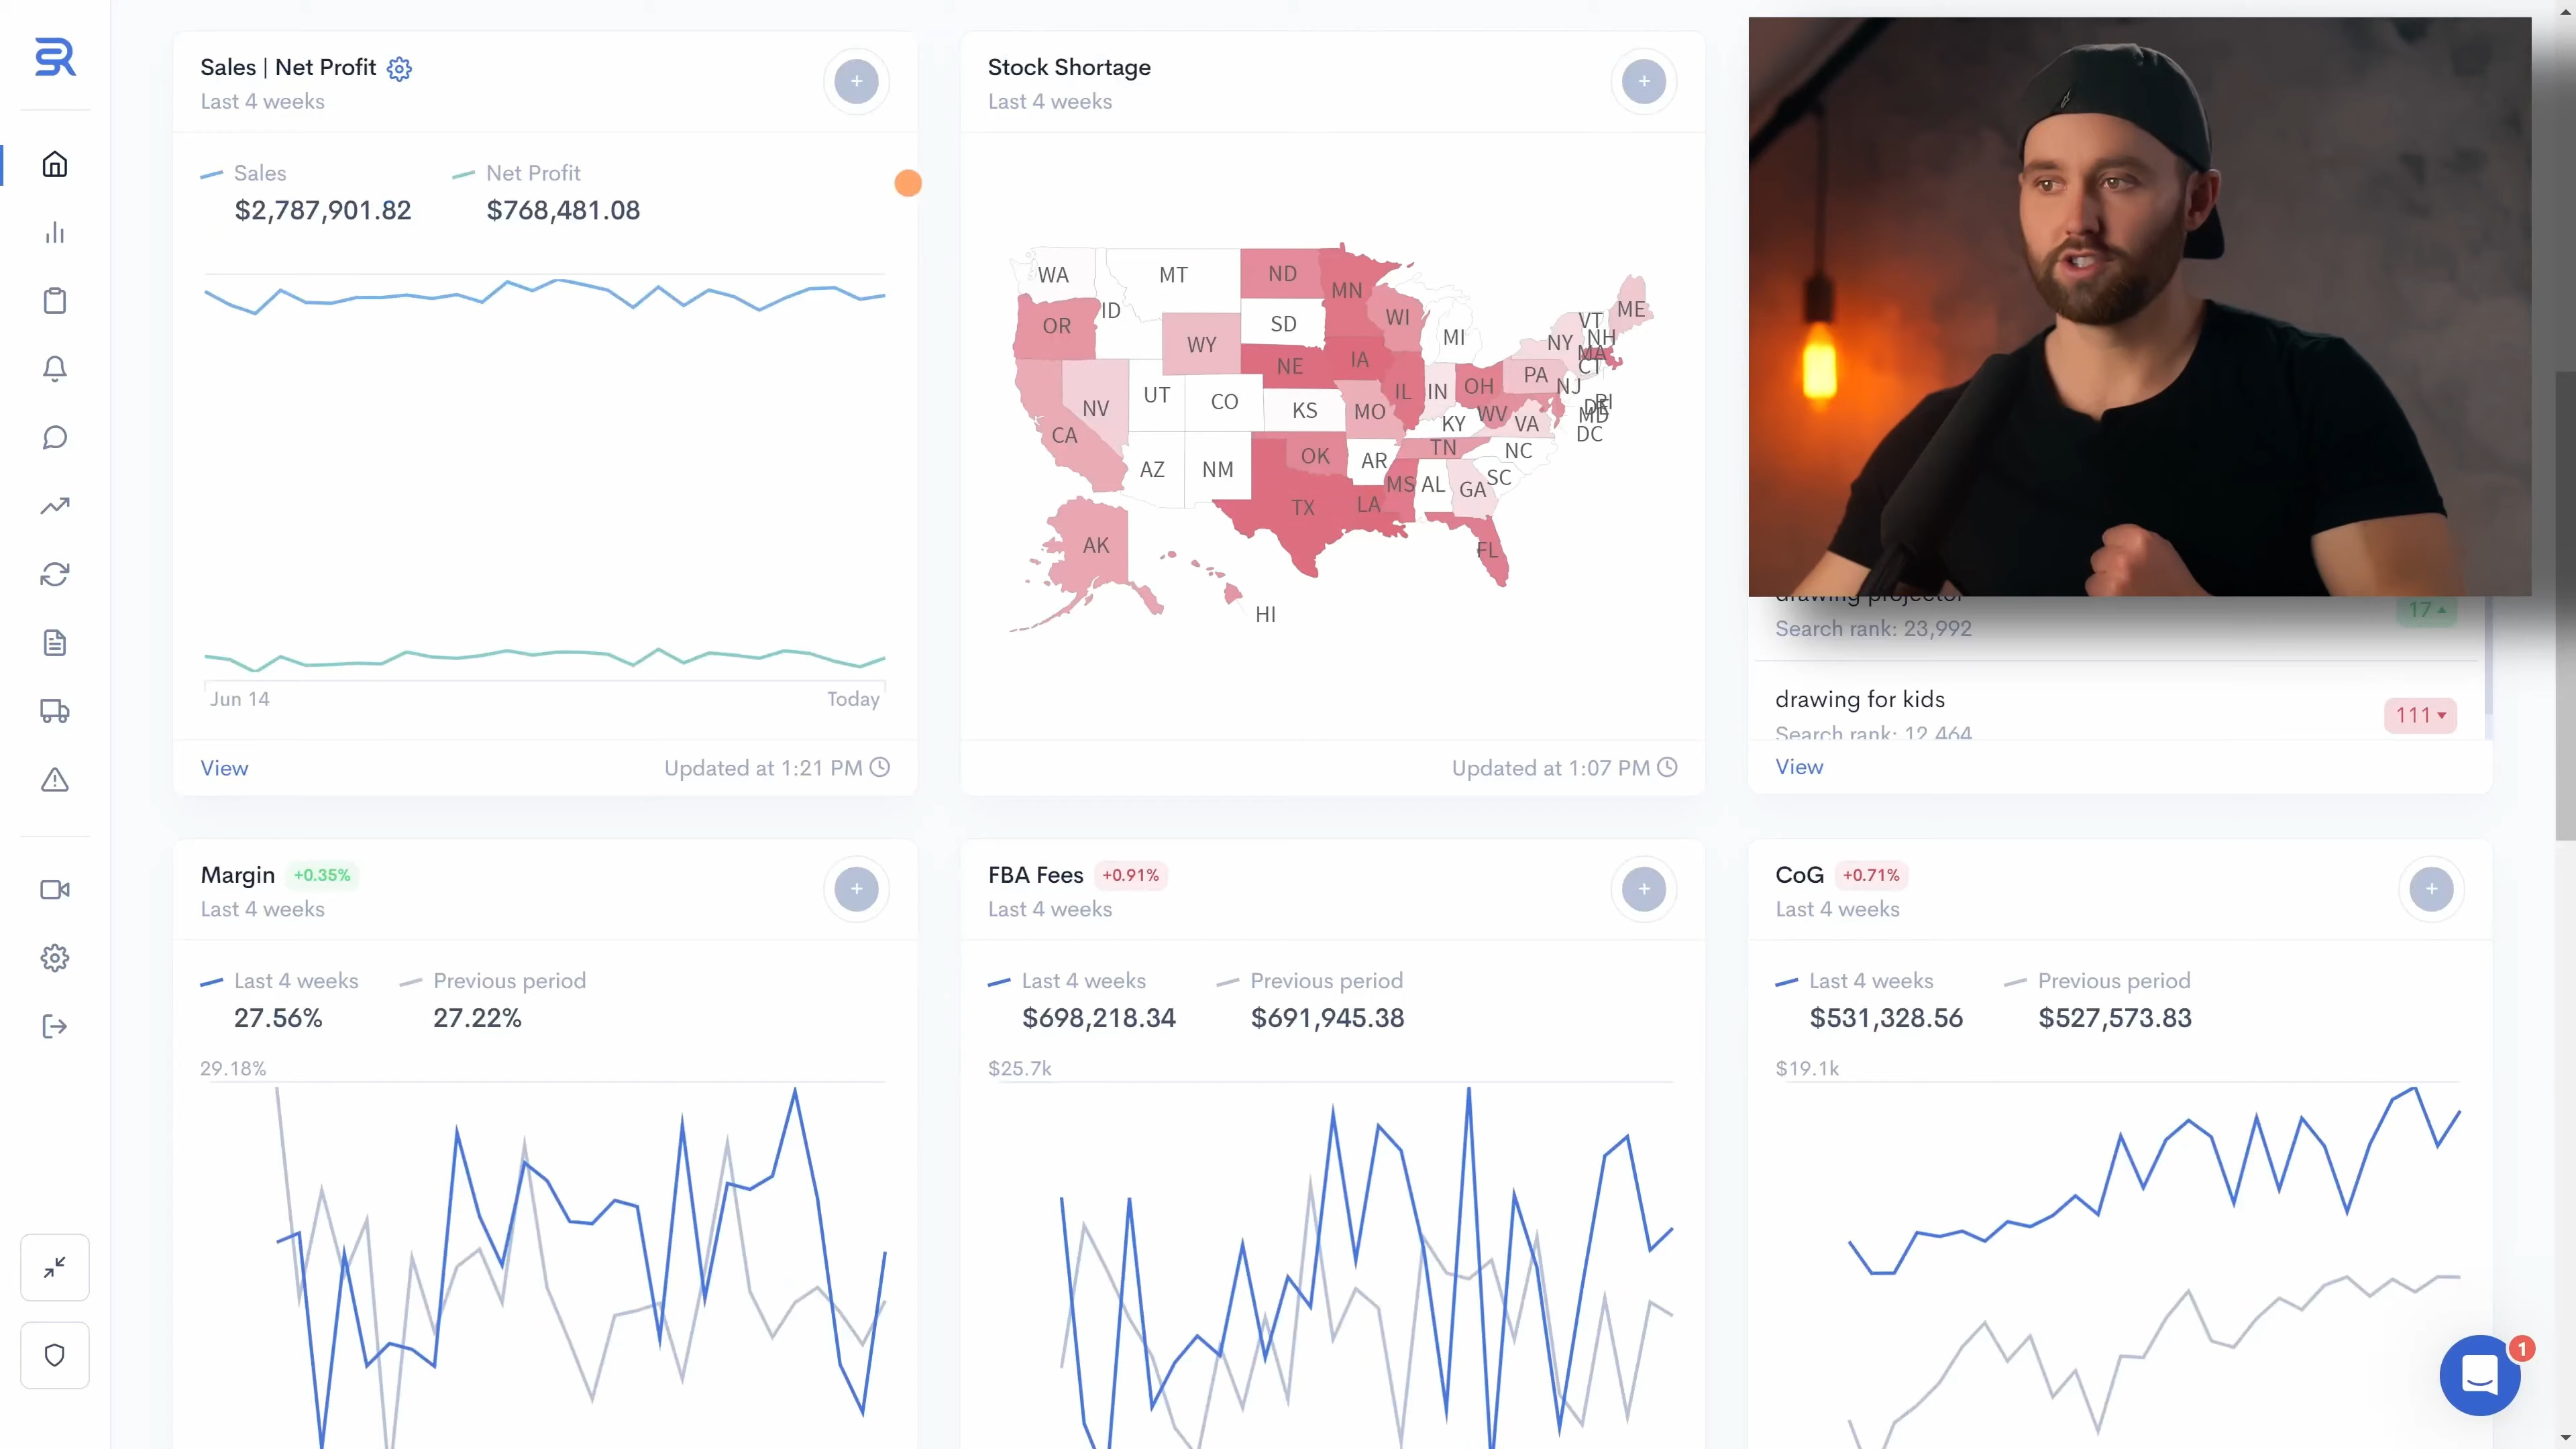 SR
Sales | Net Profit
Last 4 weeks
Sales
Net Profit
$2,787,901.82
$768,481.08
Jun 14
Today
View
Updated at 1:21 PM
Stock Shortage
Last 4 weeks
WA
MT
ND
MN
OR
ID
SD
WI
MI
VT
ME
NH
NY
MA
CT
WY
NE
IA
PA
NJ
NV
UT
CO
KS
MO
IL
IN
OH
WV
VA
KY
RI
DE
MD
DC
CA
AZ
NM
OK
AR
TN
NC
SC
MS
AL
GA
TX
LA
FL
AK
HI
Updated at 1:07 PM
drawing projector
Search rank: 23,992
17
drawing for kids
Search rank: 12,464
111
View
Margin +0.35%
Last 4 weeks
Last 4 weeks
Previous period
27.56%
27.22%
29.18%
FBA Fees +0.91%
Last 4 weeks
Last 4 weeks
Previous period
$698,218.34
$691,945.38
$25.7k
CoG +0.71%
Last 4 weeks
Last 4 weeks
Previous period
$531,328.56
$527,573.83
$19.1k
1